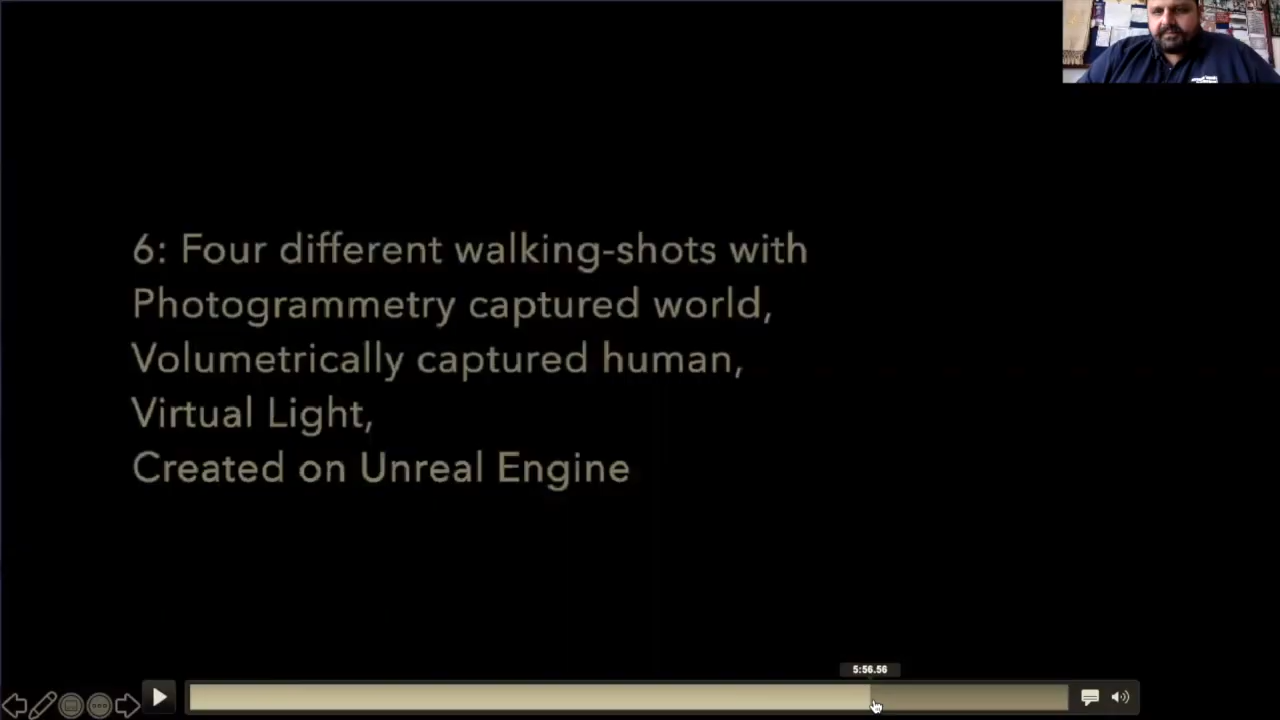 6: Four different walking-shots with
Photogrammetry captured world,
Volumetrically captured human,
Virtual Light,
Created on Unreal Engine
5:56.56